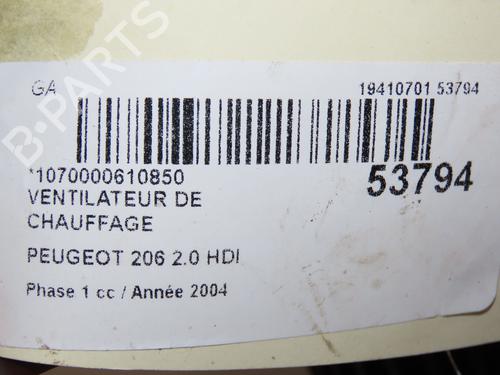 GA
19410701 53794
*1070000610850
53794
VENTILATEUR DE
CHAUFFAGE
PEUGEOT 206 2.0 HDI
Phase 1 cc / Année 2004
B-PARTS